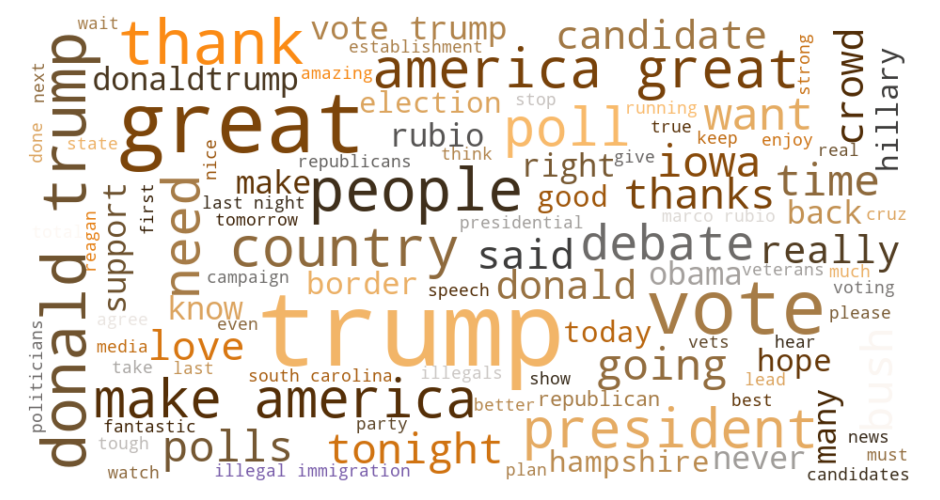 wait
thank
vote trump
establishment
candidate
crowd
strong
hillary
next
donald trump
donaldtrump
amazing
america great
great
election
stop
running
want
poll
rubio
true
keep
enjoy
done
state
nice
republicans
think
right
give
iowa
real
make
people
good
thanks
time
last night
tomorrow
need
first
support
reagan
total
presidential
marco rubio
back
cruz
country
said
debate
really
campaign
border
speech
donald
obama
veterans
much
voting
know
trump
vote
please
agree
even
today
politicians
media
love
vets
hear
bush
take
last
south carolina
illegals
show
going
hope
lead
make america
better
republican
best
many
fantastic
party
president
tough
polls
tonight
never
news
must
watch
illegal immigration
plan
hampshire
candidates